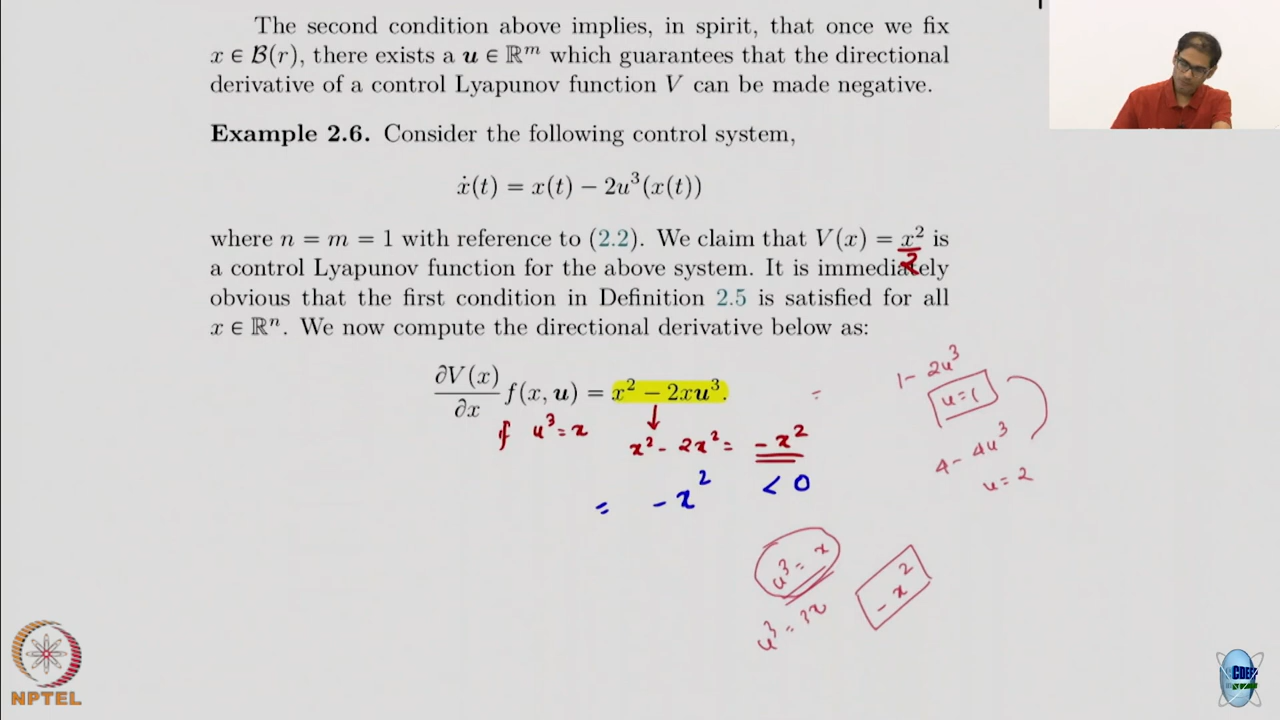 The second condition above implies, in spirit, that once we fix
x ∈ B(r), there exists a u ∈ ℝᵐ which guarantees that the directional
derivative of a control Lyapunov function V can be made negative.
Example 2.6. Consider the following control system,
ẋ(t) = x(t) − 2u³(x(t))
where n = m = 1 with reference to (2.2). We claim that V(x) = x²/2 is
a control Lyapunov function for the above system. It is immediately
obvious that the first condition in Definition 2.5 is satisfied for all
x ∈ ℝⁿ. We now compute the directional derivative below as:
∂V(x)/∂x f(x, u) = x² − 2xu³. =
if u³ = x
x² − 2x² = −x²
= −x² < 0
1 − 2u³
u = 1
4 − 4u³
u = 2
u³ = x
u³ = 3x
−x²
NPTEL
CDEEP